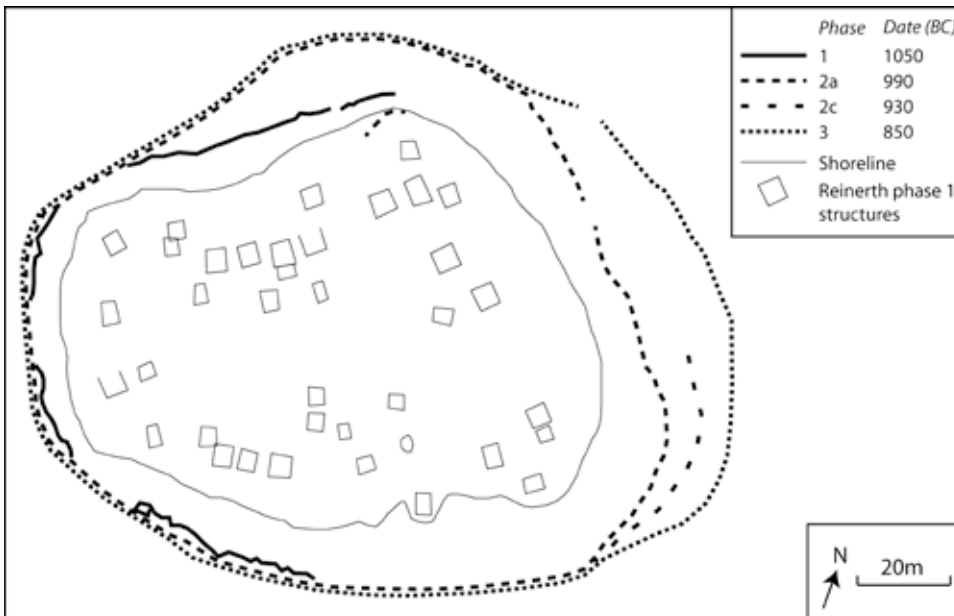 Phase Date (BC)
1 1050
2a 990
2c 930
3 850
Shoreline
Reinerth phase 1
structures
N
20m